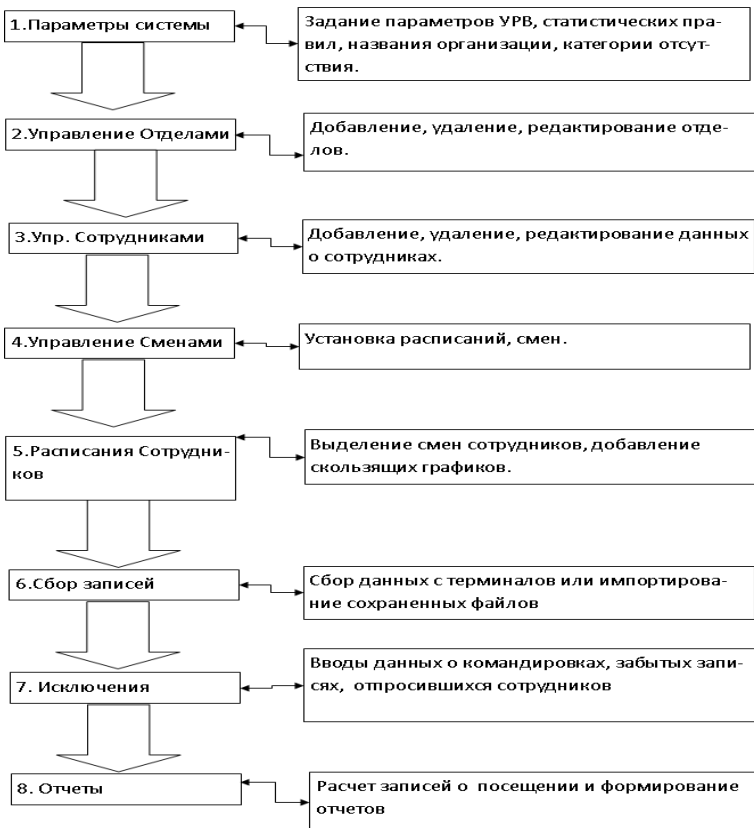 1.Параметры системы
Задание параметров УРВ, статистических пра-
вил, названия организации, категории отсут-
ствия.
2.Управление Отделами
Добавление, удаление, редактирование отде-
лов.
3.Упр. Сотрудниками
Добавление, удаление, редактирование данных
о сотрудниках.
4.Управление Сменами
Установка расписаний, смен.
5.Расписания Сотрудни-
ков
Выделение смен сотрудников, добавление
скользящих графиков.
6.Сбор записей
Сбор данных с терминалов или импортирова-
ние сохраненных файлов
7. Исключения
Вводы данных о командировках, забытых запи-
сях, отпросившихся сотрудников
8. Отчеты
Расчет записей о посещении и формирование
отчетов